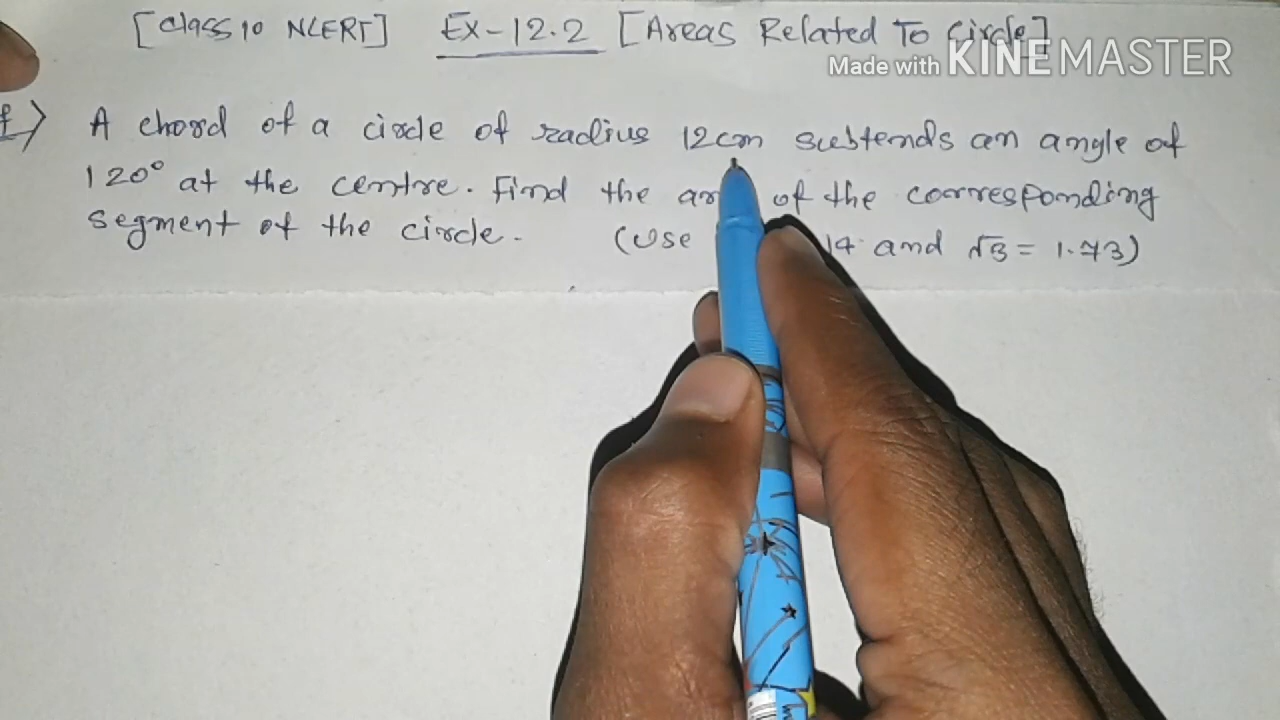 [Class 10 NCERT] Ex-12.2 [Areas Related To Circle]
Made with KINEMASTER
A chord of a circle of radius 12cm subtends an angle of
120° at the centre. Find the of the corresponding
segment of the circle. (Use 14 and √3 = 1.73)